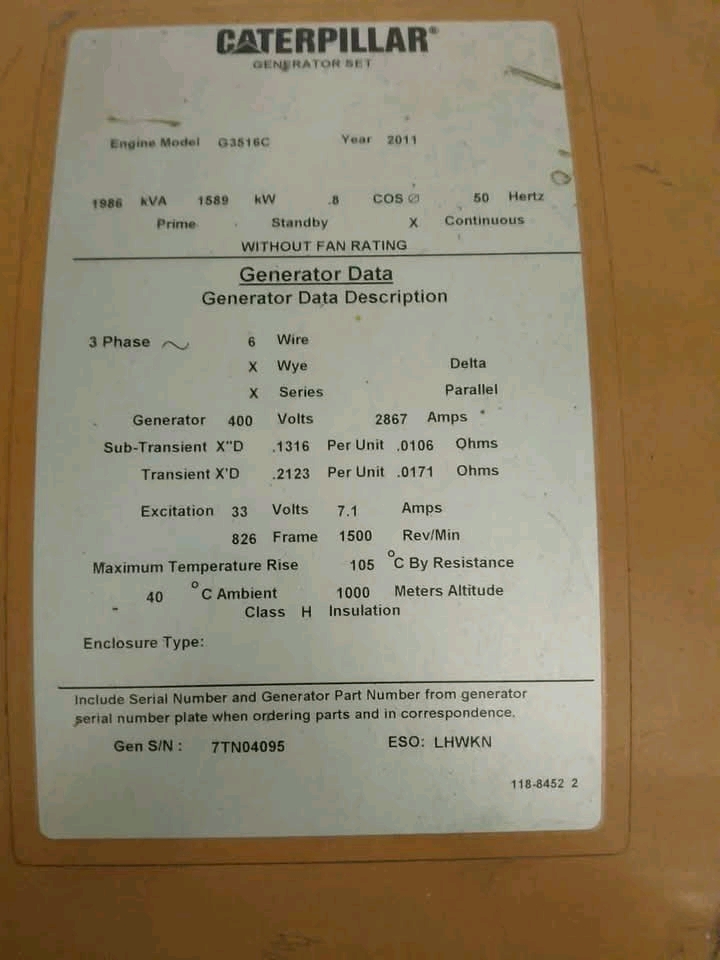 CATERPILLAR®
GENERATOR SET
Engine Model G3516C Year 2011
1986 kVA 1589 kW .8 COS Ø 50 Hertz
Prime Standby X Continuous
WITHOUT FAN RATING
Generator Data
Generator Data Description
3 Phase ~ 6 Wire
X Wye Delta
X Series Parallel
Generator 400 Volts 2867 Amps
Sub-Transient X"D .1316 Per Unit .0106 Ohms
Transient X'D .2123 Per Unit .0171 Ohms
Excitation 33 Volts 7.1 Amps
826 Frame 1500 Rev/Min
Maximum Temperature Rise 105 °C By Resistance
40 °C Ambient 1000 Meters Altitude
Class H Insulation
Enclosure Type:
Include Serial Number and Generator Part Number from generator
serial number plate when ordering parts and in correspondence.
Gen S/N : 7TN04095 ESO: LHWKN
118-8452 2